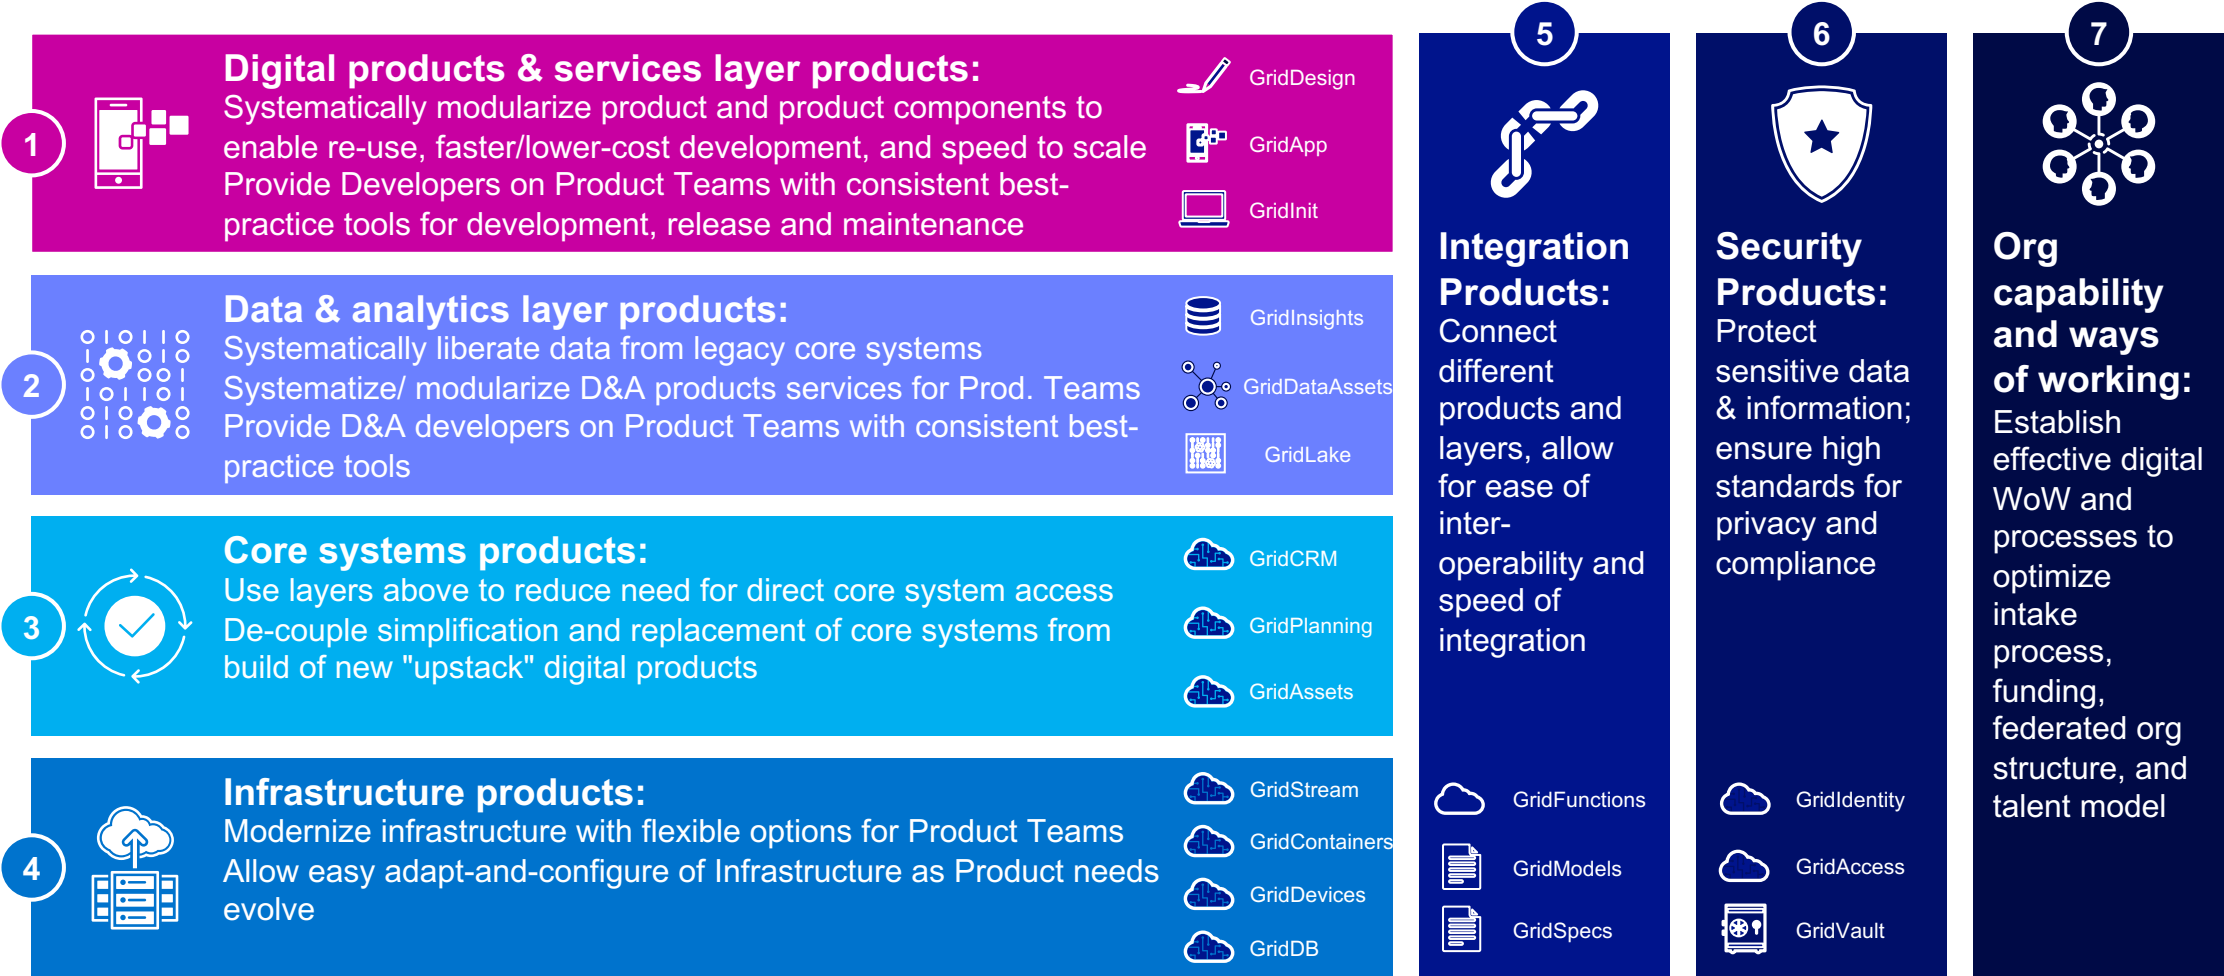 1
Digital products & services layer products:
Systematically modularize product and product components to
enable re-use, faster/lower-cost development, and speed to scale
Provide Developers on Product Teams with consistent best-
practice tools for development, release and maintenance
GridDesign
GridApp
GridInit
2
Data & analytics layer products:
Systematically liberate data from legacy core systems
Systematize/ modularize D&A products services for Prod. Teams
Provide D&A developers on Product Teams with consistent best-
practice tools
GridInsights
GridDataAssets
GridLake
3
Core systems products:
Use layers above to reduce need for direct core system access
De-couple simplification and replacement of core systems from
build of new "upstack" digital products
GridCRM
GridPlanning
GridAssets
4
Infrastructure products:
Modernize infrastructure with flexible options for Product Teams
Allow easy adapt-and-configure of Infrastructure as Product needs
evolve
GridStream
GridContainers
GridDevices
GridDB
5
Integration
Products:
Connect
different
products and
layers, allow
for ease of
inter-
operability and
speed of
integration
GridFunctions
GridModels
GridSpecs
6
Security
Products:
Protect
sensitive data
& information;
ensure high
standards for
privacy and
compliance
GridIdentity
GridAccess
GridVault
7
Org
capability
and ways
of working:
Establish
effective digital
WoW and
processes to
optimize
intake
process,
funding,
federated org
structure, and
talent model